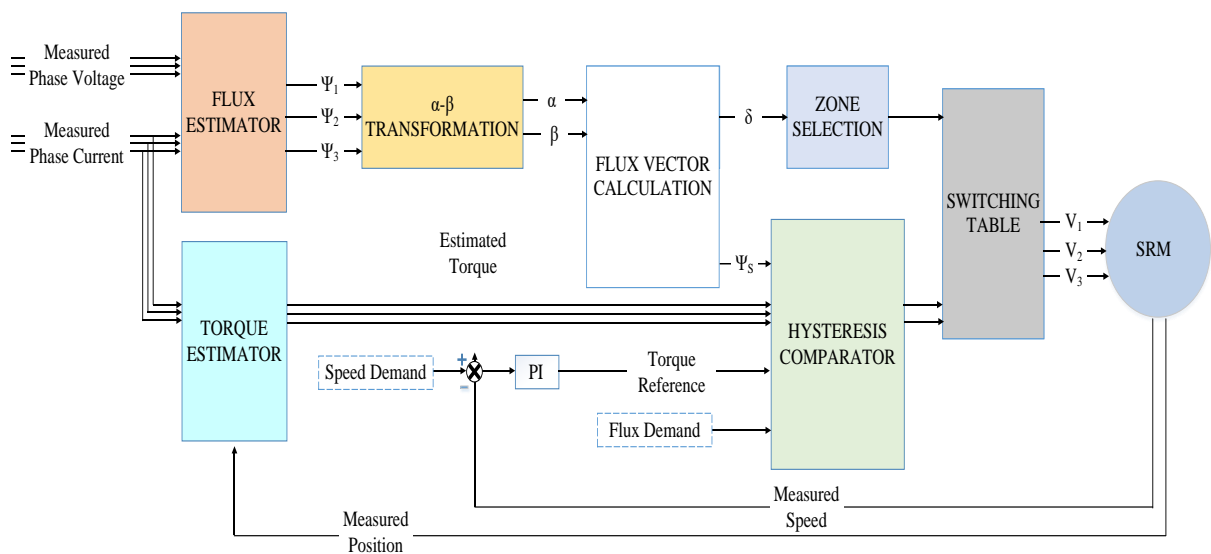 Measured
Phase Voltage
Measured
Phase Current
FLUX
ESTIMATOR
Ψ1
Ψ2
Ψ3
α-β
TRANSFORMATION
α
β
FLUX VECTOR
CALCULATION
δ
ΨS
ZONE
SELECTION
SWITCHING
TABLE
V1
V2
V3
SRM
Estimated
Torque
TORQUE
ESTIMATOR
HYSTERESIS
COMPARATOR
Speed Demand
+
−
PI
Torque
Reference
Flux Demand
Measured
Speed
Measured
Position